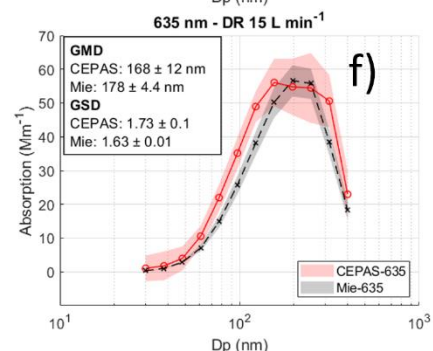 Dp (nm)
635 nm - DR 15 L min⁻¹
f)
GMD
CEPAS: 168 ± 12 nm
Mie: 178 ± 4.4 nm
GSD
CEPAS: 1.73 ± 0.1
Mie: 1.63 ± 0.01
Absorption (Mm⁻¹)
70
60
50
40
30
20
10
0
CEPAS-635
Mie-635
10¹ 10² 10³
Dp (nm)